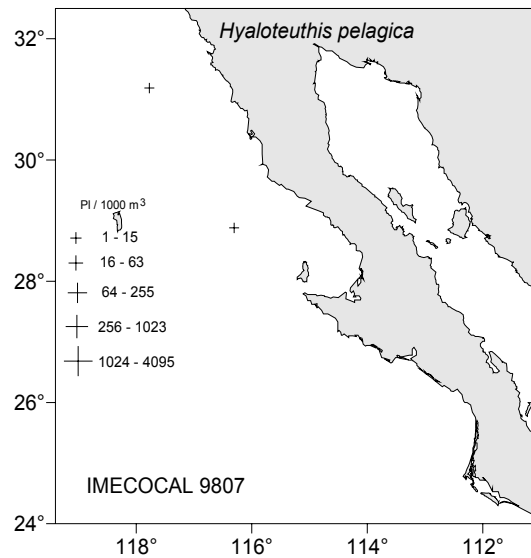 Hyaloteuthis pelagica
32°
30°
Pl / 1000 m³
1 - 15
16 - 63
28°
64 - 255
256 - 1023
1024 - 4095
26°
IMECOCAL 9807
24°
118° 116° 114° 112°